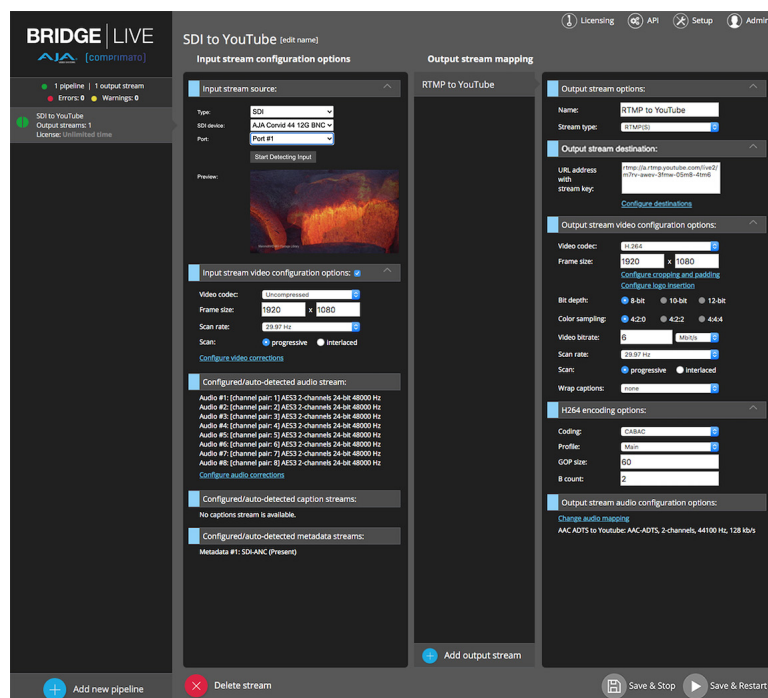 Licensing
API
Setup
Admin
BRIDGE | LIVE
AJA [comprimato]
1 pipeline | 1 output stream
Errors: 0 Warnings: 0
SDI to YouTube
Output streams: 1
License: Unlimited time
Add new pipeline
SDI to YouTube [edit name]
Input stream configuration options
Input stream source:
Type: SDI
SDI device: AJA Corvid 44 12G BNC
Port: Port #1
Start Detecting Input
Preview:
Input stream video configuration options:
Video codec: Uncompressed
Frame size: 1920 x 1080
Scan rate: 29.97 Hz
Scan: progressive interlaced
Configure video corrections
Configured/auto-detected audio stream:
Audio #1: [channel pair: 1] AES3 2-channels 24-bit 48000 Hz
Audio #2: [channel pair: 2] AES3 2-channels 24-bit 48000 Hz
Audio #3: [channel pair: 3] AES3 2-channels 24-bit 48000 Hz
Audio #4: [channel pair: 4] AES3 2-channels 24-bit 48000 Hz
Audio #5: [channel pair: 5] AES3 2-channels 24-bit 48000 Hz
Audio #6: [channel pair: 6] AES3 2-channels 24-bit 48000 Hz
Audio #7: [channel pair: 7] AES3 2-channels 24-bit 48000 Hz
Audio #8: [channel pair: 8] AES3 2-channels 24-bit 48000 Hz
Configure audio corrections
Configured/auto-detected caption streams:
No captions stream is available.
Configured/auto-detected metadata streams:
Metadata #1: SDI-ANC (Present)
Delete stream
Output stream mapping
RTMP to YouTube
Add output stream
Output stream options:
Name: RTMP to YouTube
Stream type: RTMP(S)
Output stream destination:
URL address
with
stream key:
rtmp://a.rtmp.youtube.com/live2/
m7rv-awev-3fmw-05m8-4tm6
Configure destinations
Output stream video configuration options:
Video codec: H.264
Frame size: 1920 x 1080
Configure cropping and padding
Configure logo insertion
Bit depth: 8-bit 10-bit 12-bit
Color sampling: 4:2:0 4:2:2 4:4:4
Video bitrate: 6 Mbit/s
Scan rate: 29.97 Hz
Scan: progressive interlaced
Wrap captions: none
H264 encoding options:
Coding: CABAC
Profile: Main
GOP size: 60
B count: 2
Output stream audio configuration options:
Change audio mapping
AAC ADTS to Youtube: AAC-ADTS, 2-channels, 44100 Hz, 128 kb/s
Save & Stop
Save & Restart